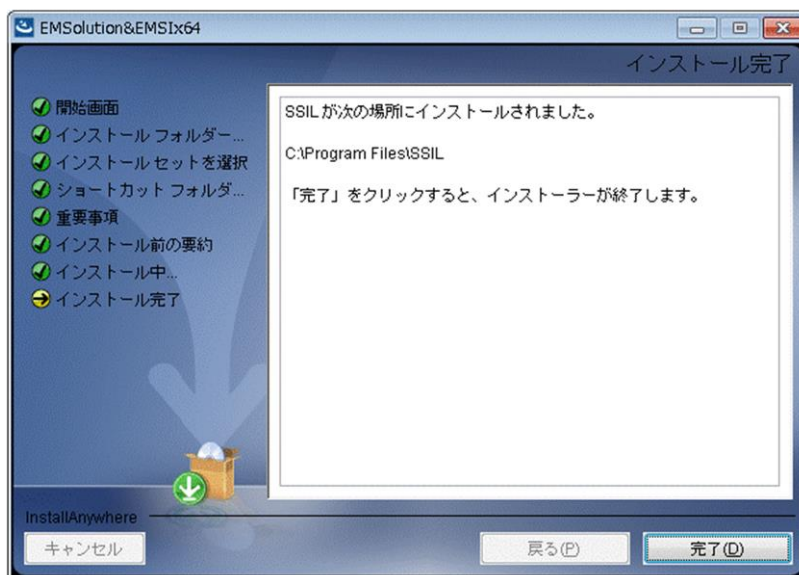 EMSolution&EMSIx64
インストール完了
開始画面
インストール フォルダー...
インストール セットを選択
ショートカット フォルダ...
重要事項
インストール前の要約
インストール中...
インストール完了
SSIL が次の場所にインストールされました。
C:\Program Files\SSIL
「完了」をクリックすると、インストーラーが終了します。
InstallAnywhere
キャンセル
戻る(P)
完了(D)